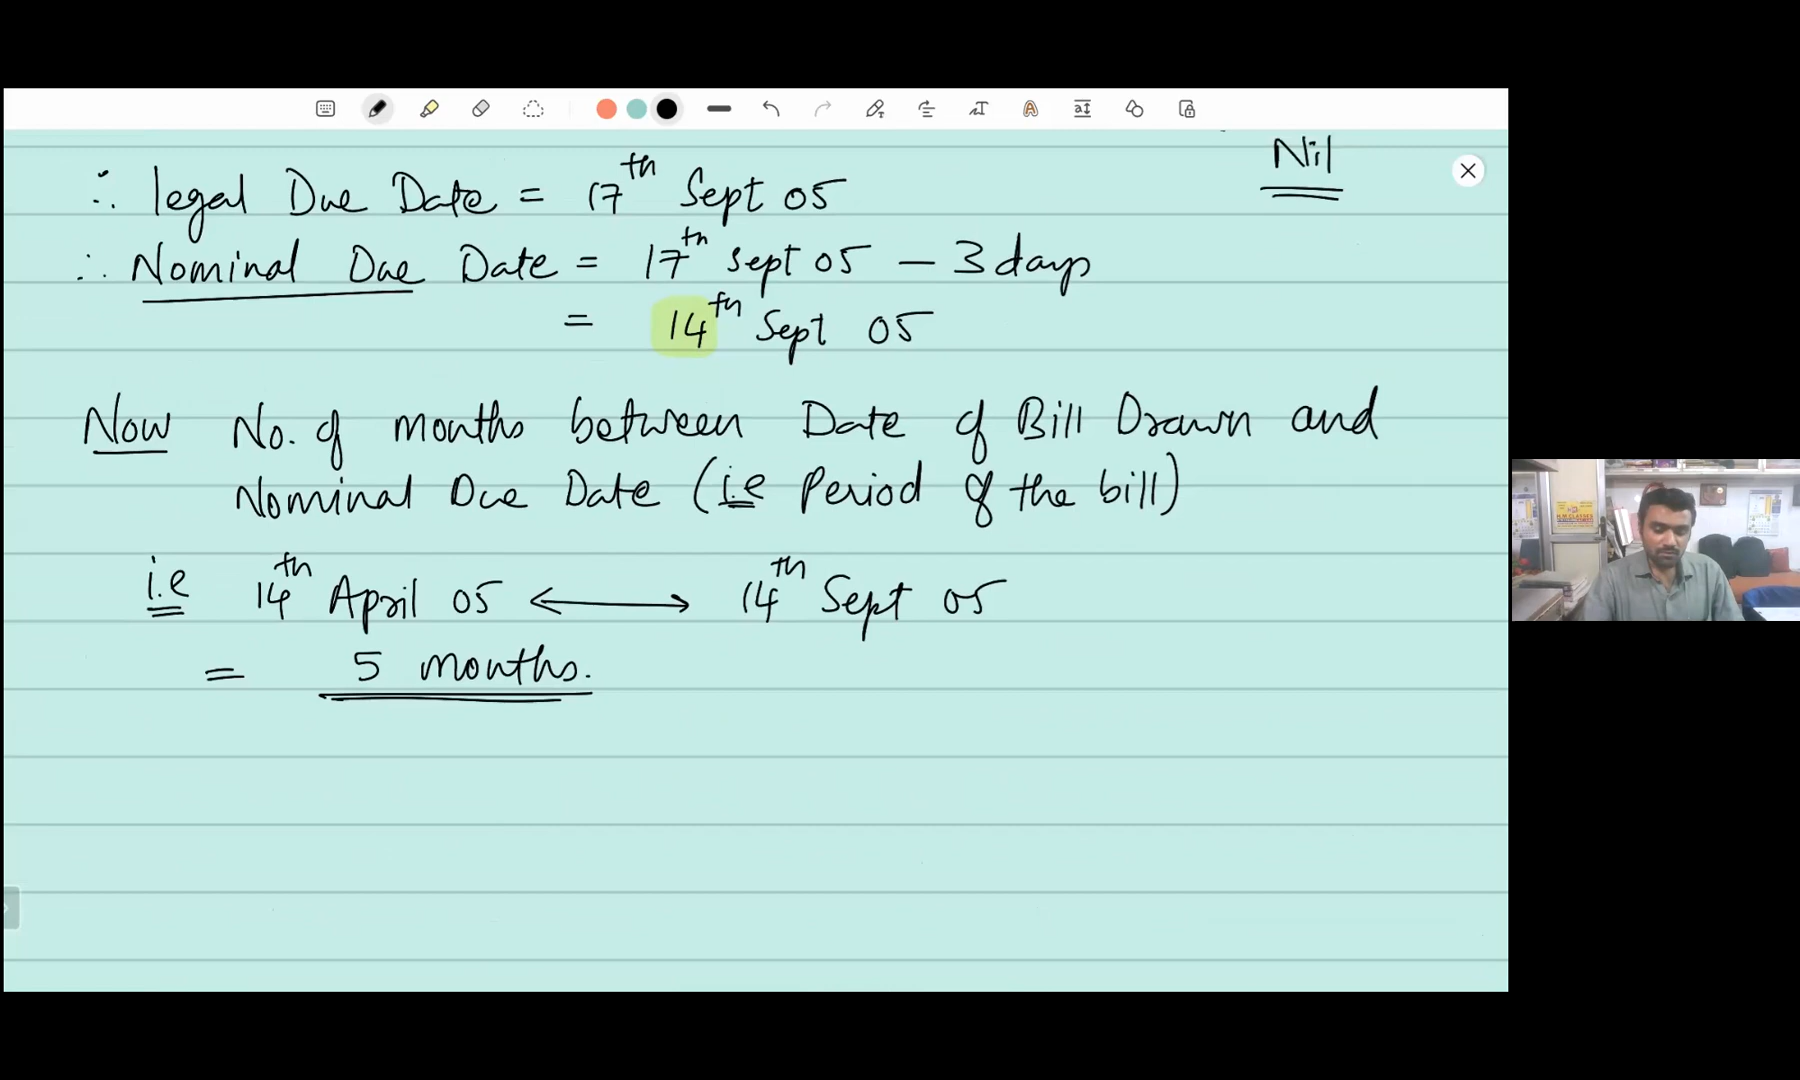 Nil
∴ legal Due Date = 17th Sept 05
∴ Nominal Due Date = 17th Sept 05 – 3 days
= 14th Sept 05
Now No. of months between Date of Bill Drawn and
Nominal Due Date (i.e Period of the bill)
i.e 14th April 05 ⟷ 14th Sept 05
= 5 months.